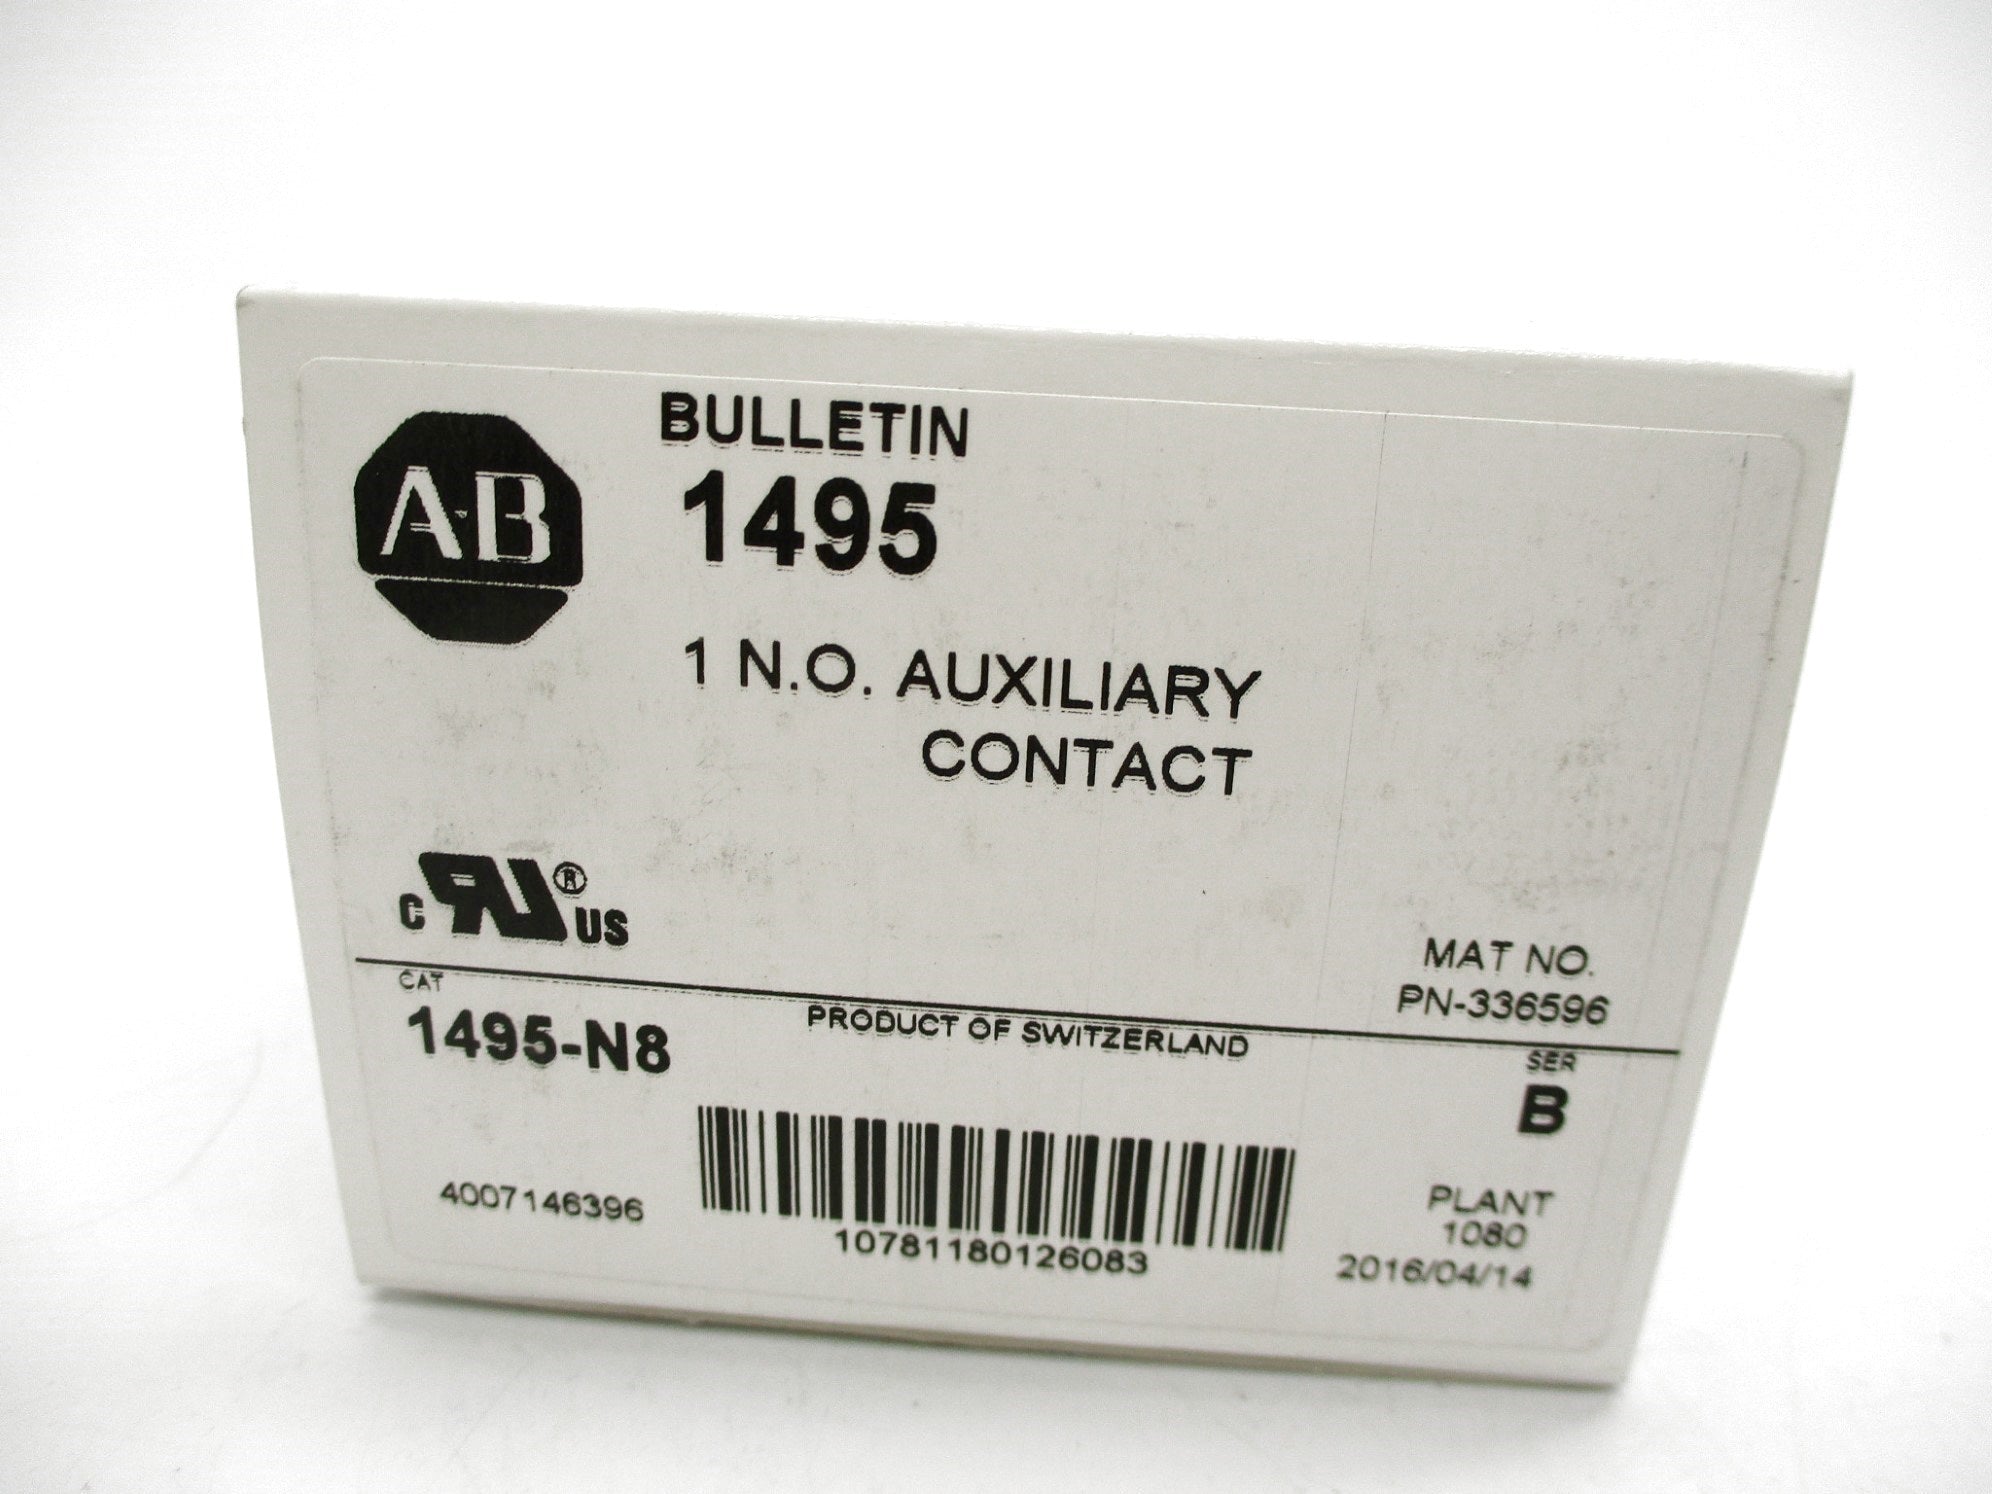 A-B
BULLETIN
1495
1 N.O. AUXILIARY
CONTACT
C RU ® US
MAT NO.
PN-336596
CAT
1495-N8
PRODUCT OF SWITZERLAND
SER
B
4007146396
10781180126083
PLANT
1080
2016/04/14